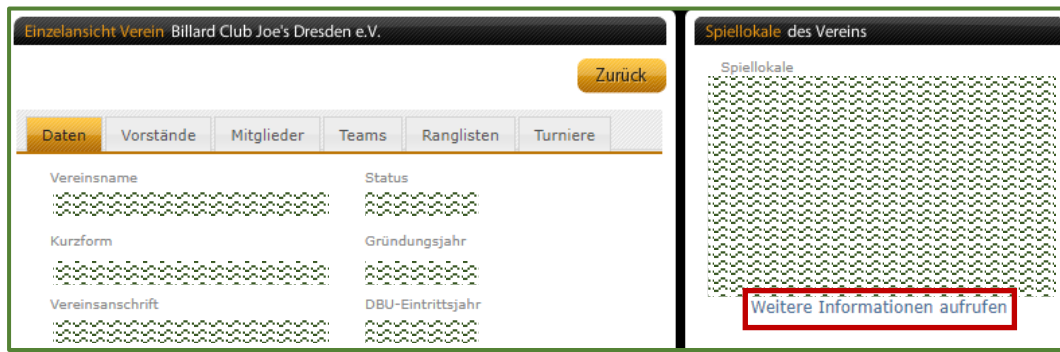 Einzelansicht Verein Billard Club Joe's Dresden e.V.
Zurück
Daten Vorstände Mitglieder Teams Ranglisten Turniere
Vereinsname Status
Kurzform Gründungsjahr
Vereinsanschrift DBU-Eintrittsjahr
Spiellokale des Vereins
Spiellokale
Weitere Informationen aufrufen